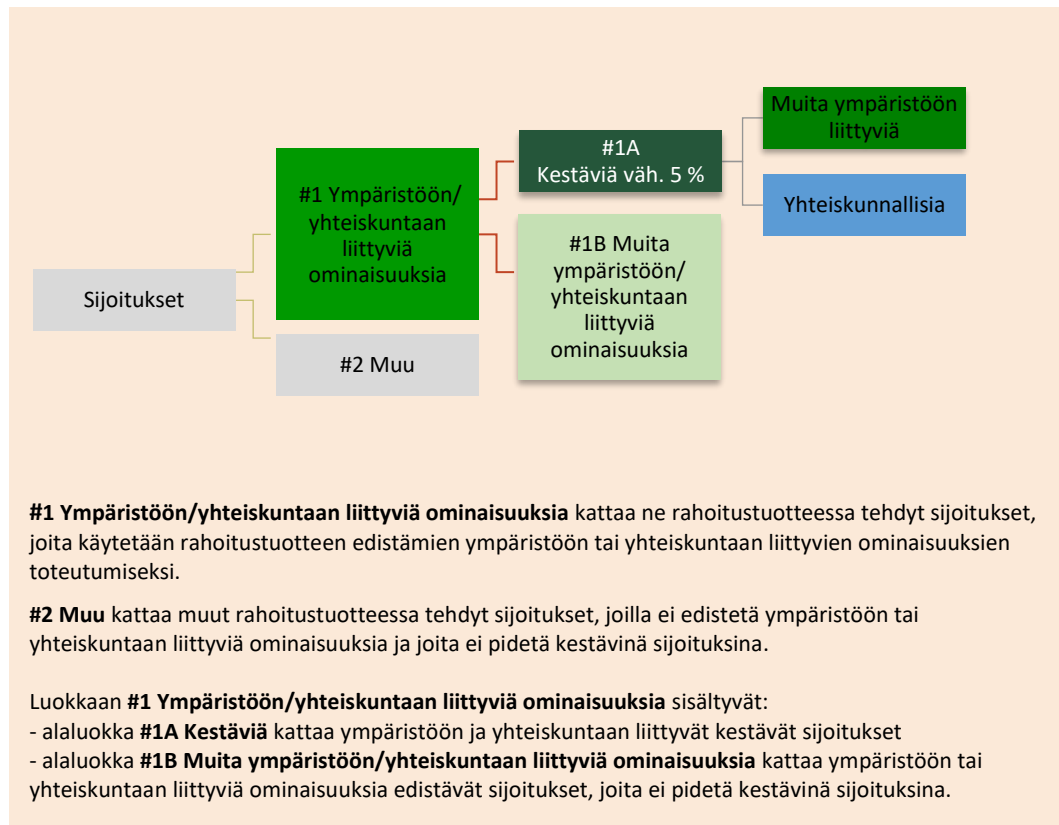 Muita ympäristöön
liittyviä
#1A
Kestäviä väh. 5 %
#1 Ympäristöön/
yhteiskuntaan
liittyviä
ominaisuuksia
Yhteiskunnallisia
#1B Muita
ympäristöön/
yhteiskuntaan
liittyviä
ominaisuuksia
Sijoitukset
#2 Muu
#1 Ympäristöön/yhteiskuntaan liittyviä ominaisuuksia kattaa ne rahoitustuotteessa tehdyt sijoitukset,
joita käytetään rahoitustuotteen edistämien ympäristöön tai yhteiskuntaan liittyvien ominaisuuksien
toteutumiseksi.
#2 Muu kattaa muut rahoitustuotteessa tehdyt sijoitukset, joilla ei edistetä ympäristöön tai
yhteiskuntaan liittyviä ominaisuuksia ja joita ei pidetä kestävinä sijoituksina.
Luokkaan #1 Ympäristöön/yhteiskuntaan liittyviä ominaisuuksia sisältyvät:
- alaluokka #1A Kestäviä kattaa ympäristöön ja yhteiskuntaan liittyvät kestävät sijoitukset
- alaluokka #1B Muita ympäristöön/yhteiskuntaan liittyviä ominaisuuksia kattaa ympäristöön tai
yhteiskuntaan liittyviä ominaisuuksia edistävät sijoitukset, joita ei pidetä kestävinä sijoituksina.